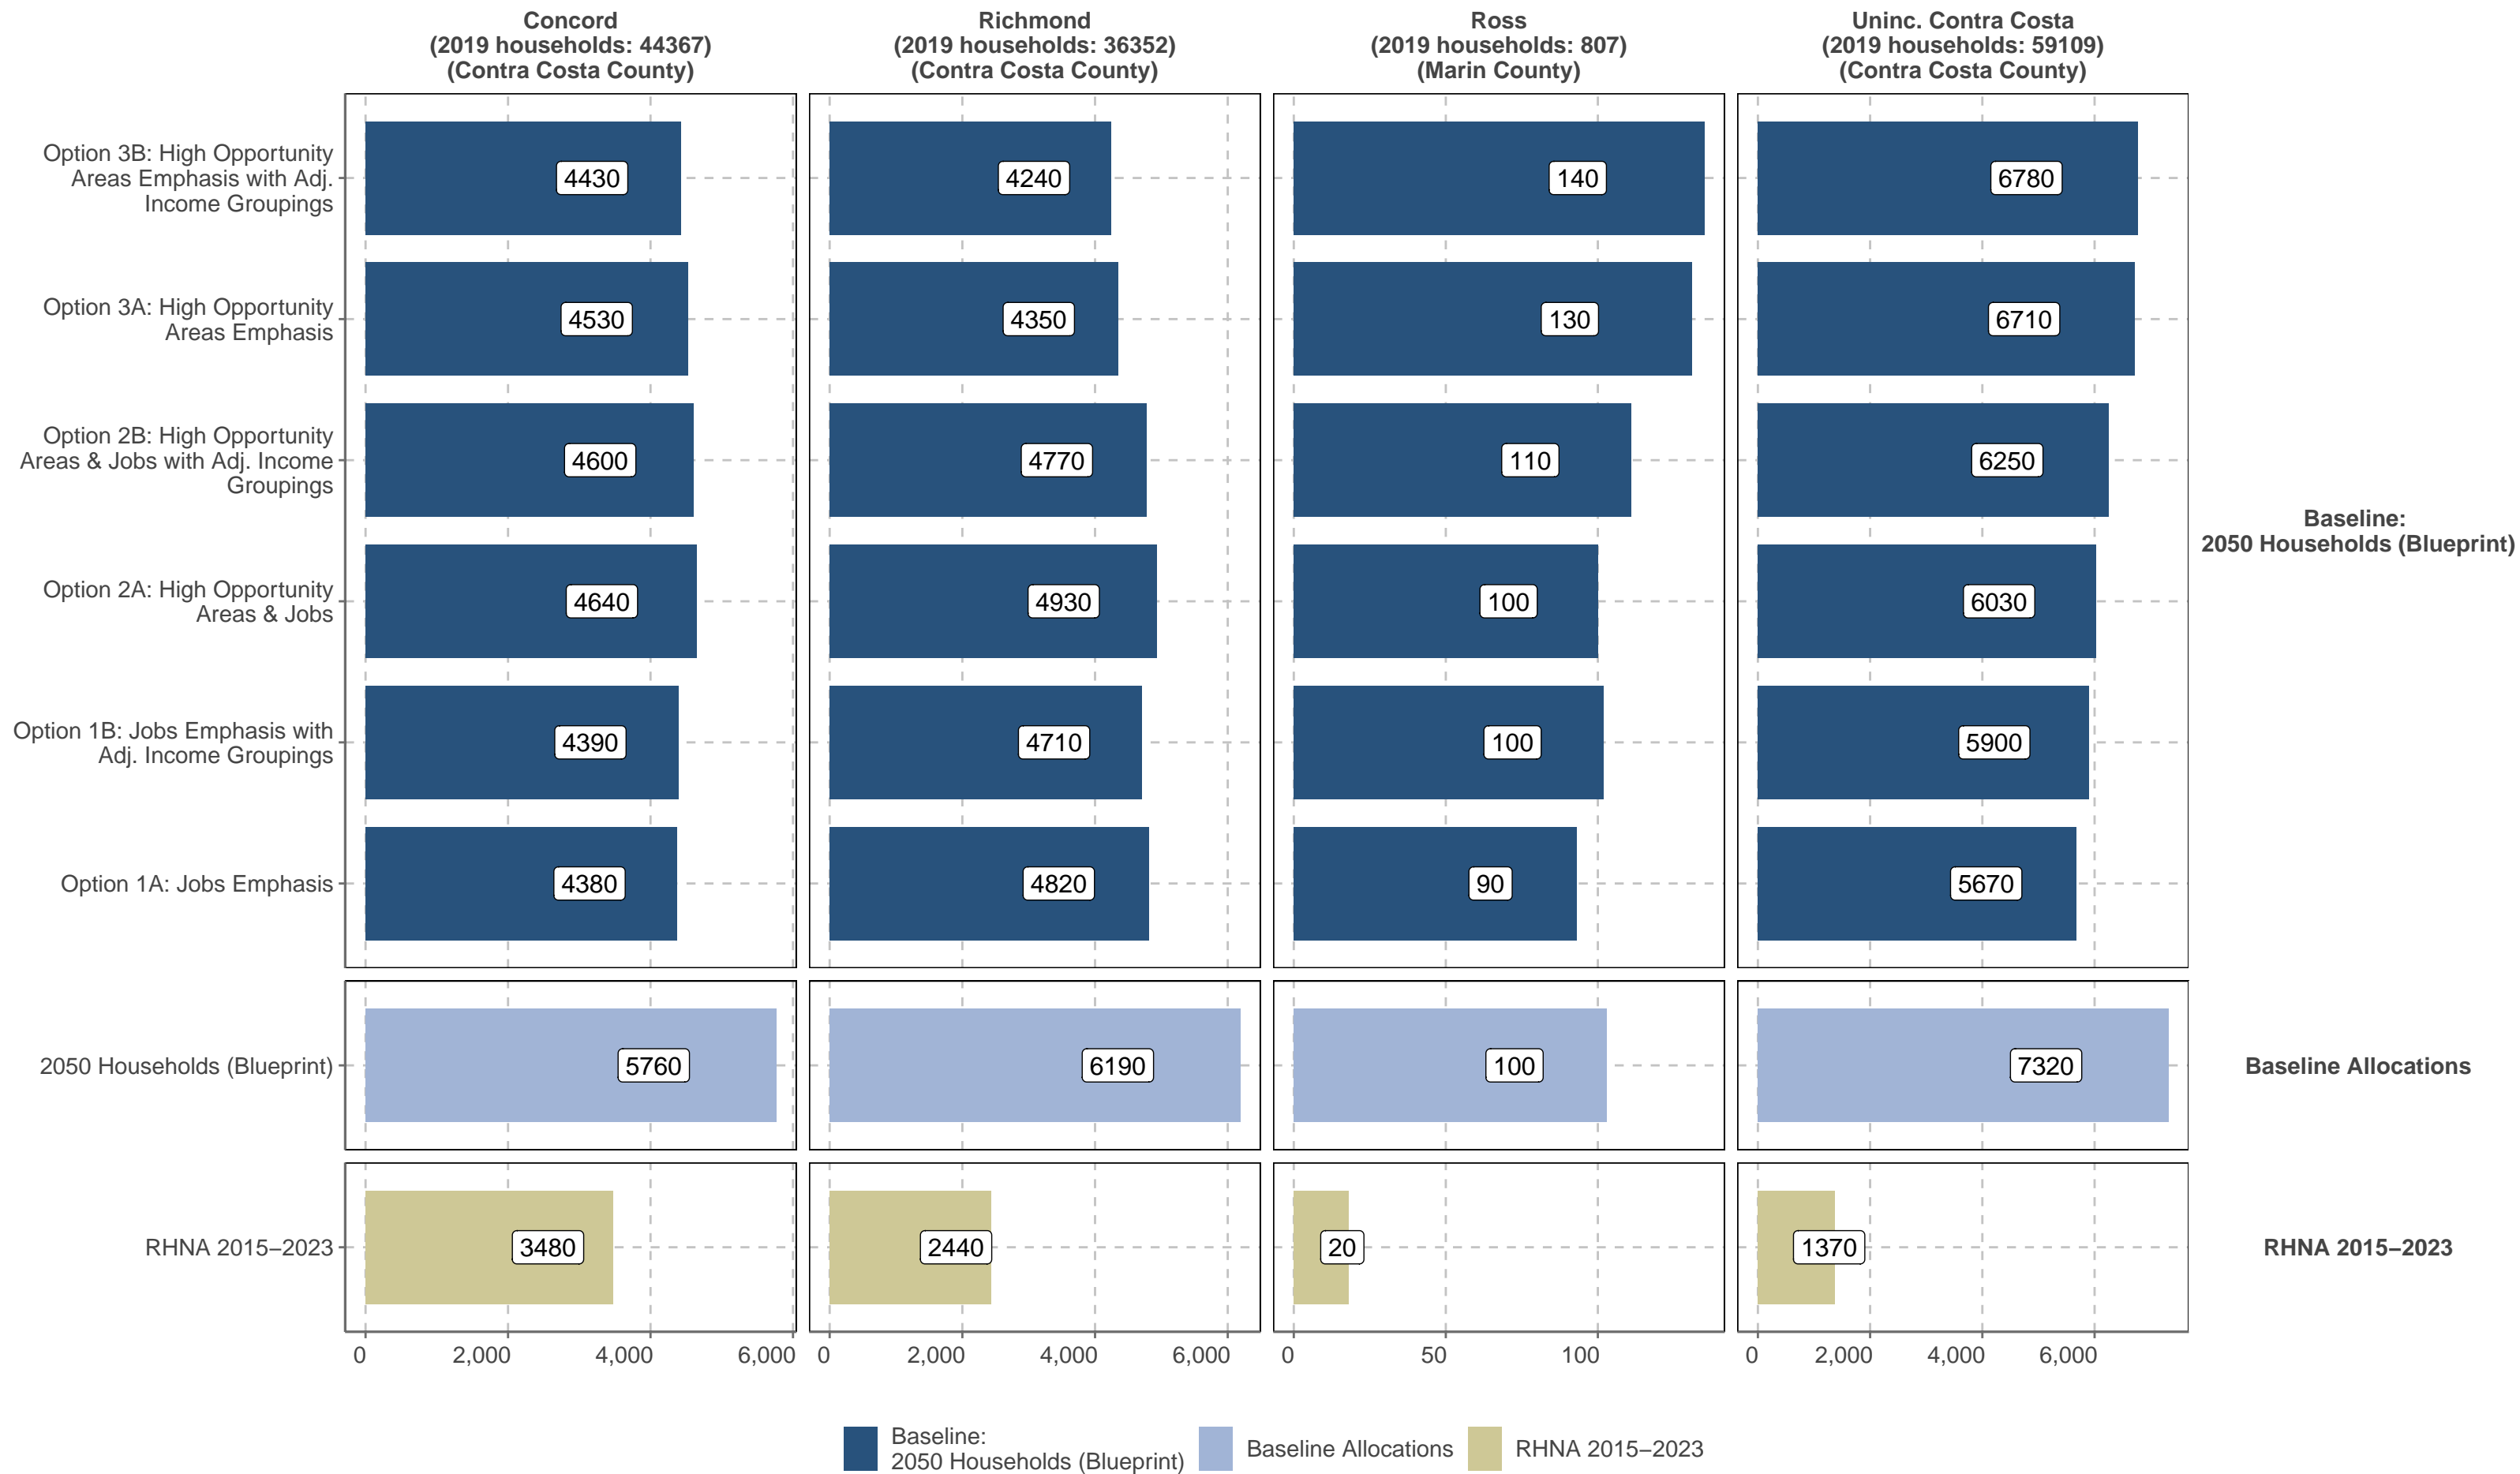 Concord
(2019 households: 44367)
(Contra Costa County)
Richmond
(2019 households: 36352)
(Contra Costa County)
Ross
(2019 households: 807)
(Marin County)
Uninc. Contra Costa
(2019 households: 59109)
(Contra Costa County)
Option 3B: High Opportunity
Areas Emphasis with Adj.
Income Groupings
4430
4240
140
6780
Option 3A: High Opportunity
Areas Emphasis
4530
4350
130
6710
Option 2B: High Opportunity
Areas & Jobs with Adj. Income
Groupings
4600
4770
110
6250
Baseline:
2050 Households (Blueprint)
Option 2A: High Opportunity
Areas & Jobs
4640
4930
100
6030
Option 1B: Jobs Emphasis with
Adj. Income Groupings
4390
4710
100
5900
Option 1A: Jobs Emphasis
4380
4820
90
5670
2050 Households (Blueprint)
5760
6190
100
7320
Baseline Allocations
RHNA 2015−2023
3480
2440
20
1370
RHNA 2015−2023
0 2,000 4,000 6,000
0 2,000 4,000 6,000
0 50 100
0 2,000 4,000 6,000
Baseline:
2050 Households (Blueprint)
Baseline Allocations
RHNA 2015−2023